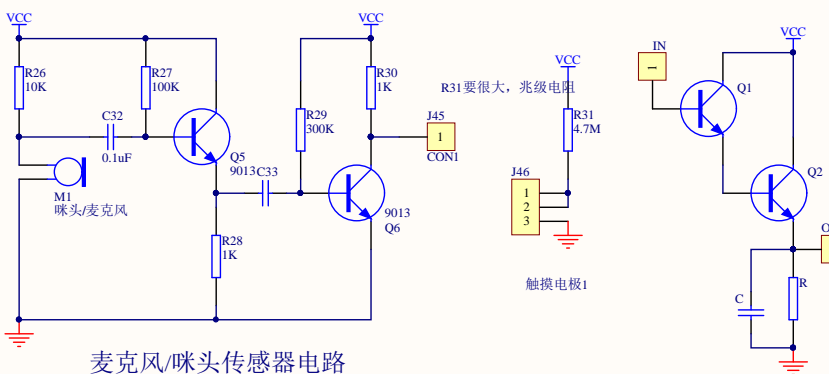 VCC
R26
10K
R27
100K
C32
0.1uF
M1
咪头/麦克风
Q5
9013
C33
R28
1K
VCC
R29
300K
R30
1K
J45
1
CON1
9013
Q6
麦克风/咪头传感器电路
VCC
R31要很大，兆级电阻
R31
4.7M
J46
1
2
3
触摸电极1
IN
1
VCC
Q1
Q2
C
R